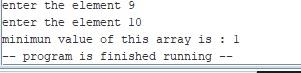 enter the element 9
enter the element 10
minimun value of this array is : 1
-- program is finished running --